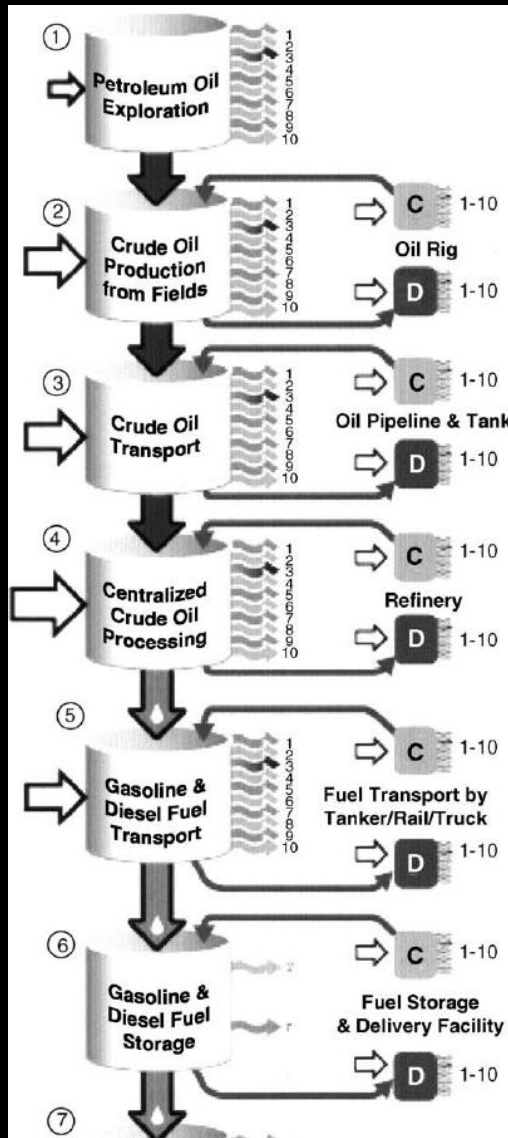 1
Petroleum Oil
Exploration
1
2
3
4
5
6
7
8
9
10
2
Crude Oil
Production
from Fields
1
2
3
4
5
6
7
8
9
10
C
1-10
Oil Rig
D
1-10
3
Crude Oil
Transport
1
2
3
4
5
6
7
8
9
10
C
1-10
Oil Pipeline & Tank
D
1-10
4
Centralized
Crude Oil
Processing
1
2
3
4
5
6
7
8
9
10
C
1-10
Refinery
D
1-10
5
Gasoline &
Diesel Fuel
Transport
1
2
3
4
5
6
7
8
9
10
C
1-10
Fuel Transport by
Tanker/Rail/Truck
D
1-10
6
Gasoline &
Diesel Fuel
Storage
C
1-10
Fuel Storage
& Delivery Facility
D
1-10
7